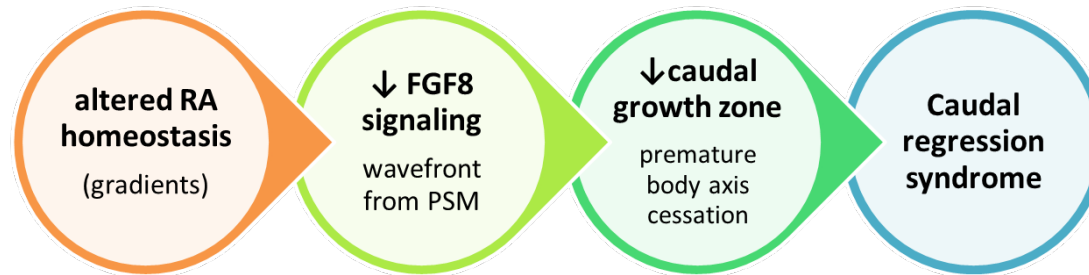 altered RA
homeostasis
(gradients)
↓ FGF8
signaling
wavefront
from PSM
↓caudal
growth zone
premature
body axis
cessation
Caudal
regression
syndrome